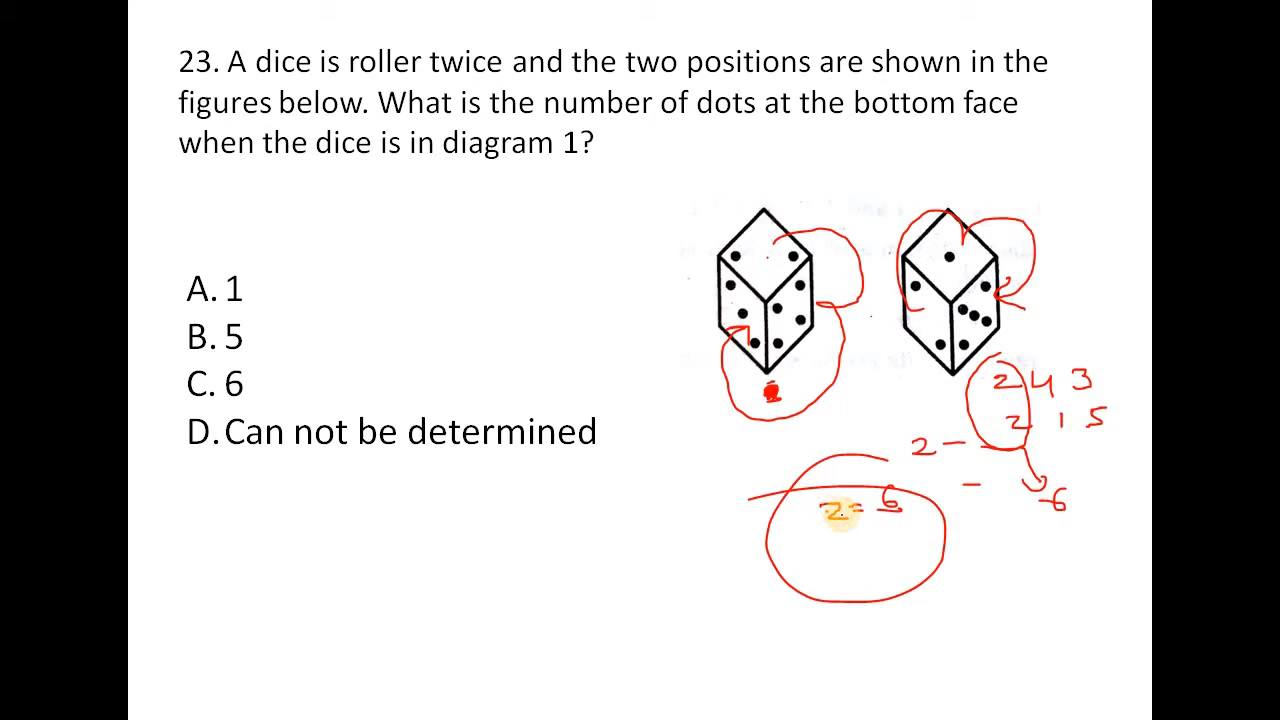 23. A dice is roller twice and the two positions are shown in the
figures below. What is the number of dots at the bottom face
when the dice is in diagram 1?
A. 1
B. 5
C. 6
D. Can not be determined
2 4 3
2 1 5
2 -
- 6
2 = 6